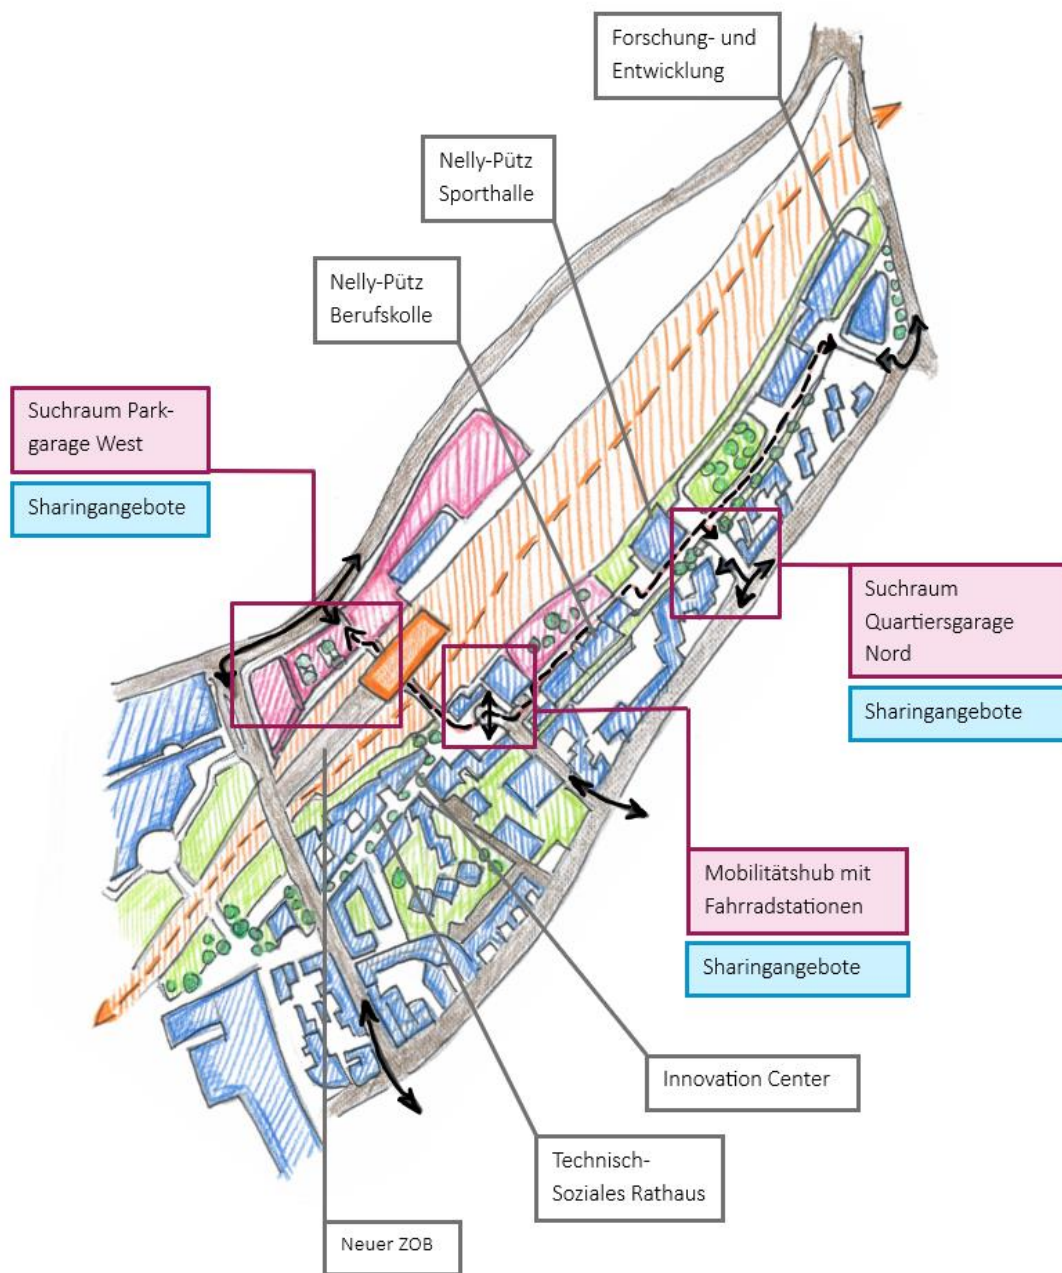 Forschung- und
Entwicklung
Nelly-Pütz
Sporthalle
Nelly-Pütz
Berufskolle
Suchraum Park-
garage West
Sharingangebote
Suchraum
Quartiersgarage
Nord
Sharingangebote
Mobilitätshub mit
Fahrradstationen
Sharingangebote
Innovation Center
Technisch-
Soziales Rathaus
Neuer ZOB